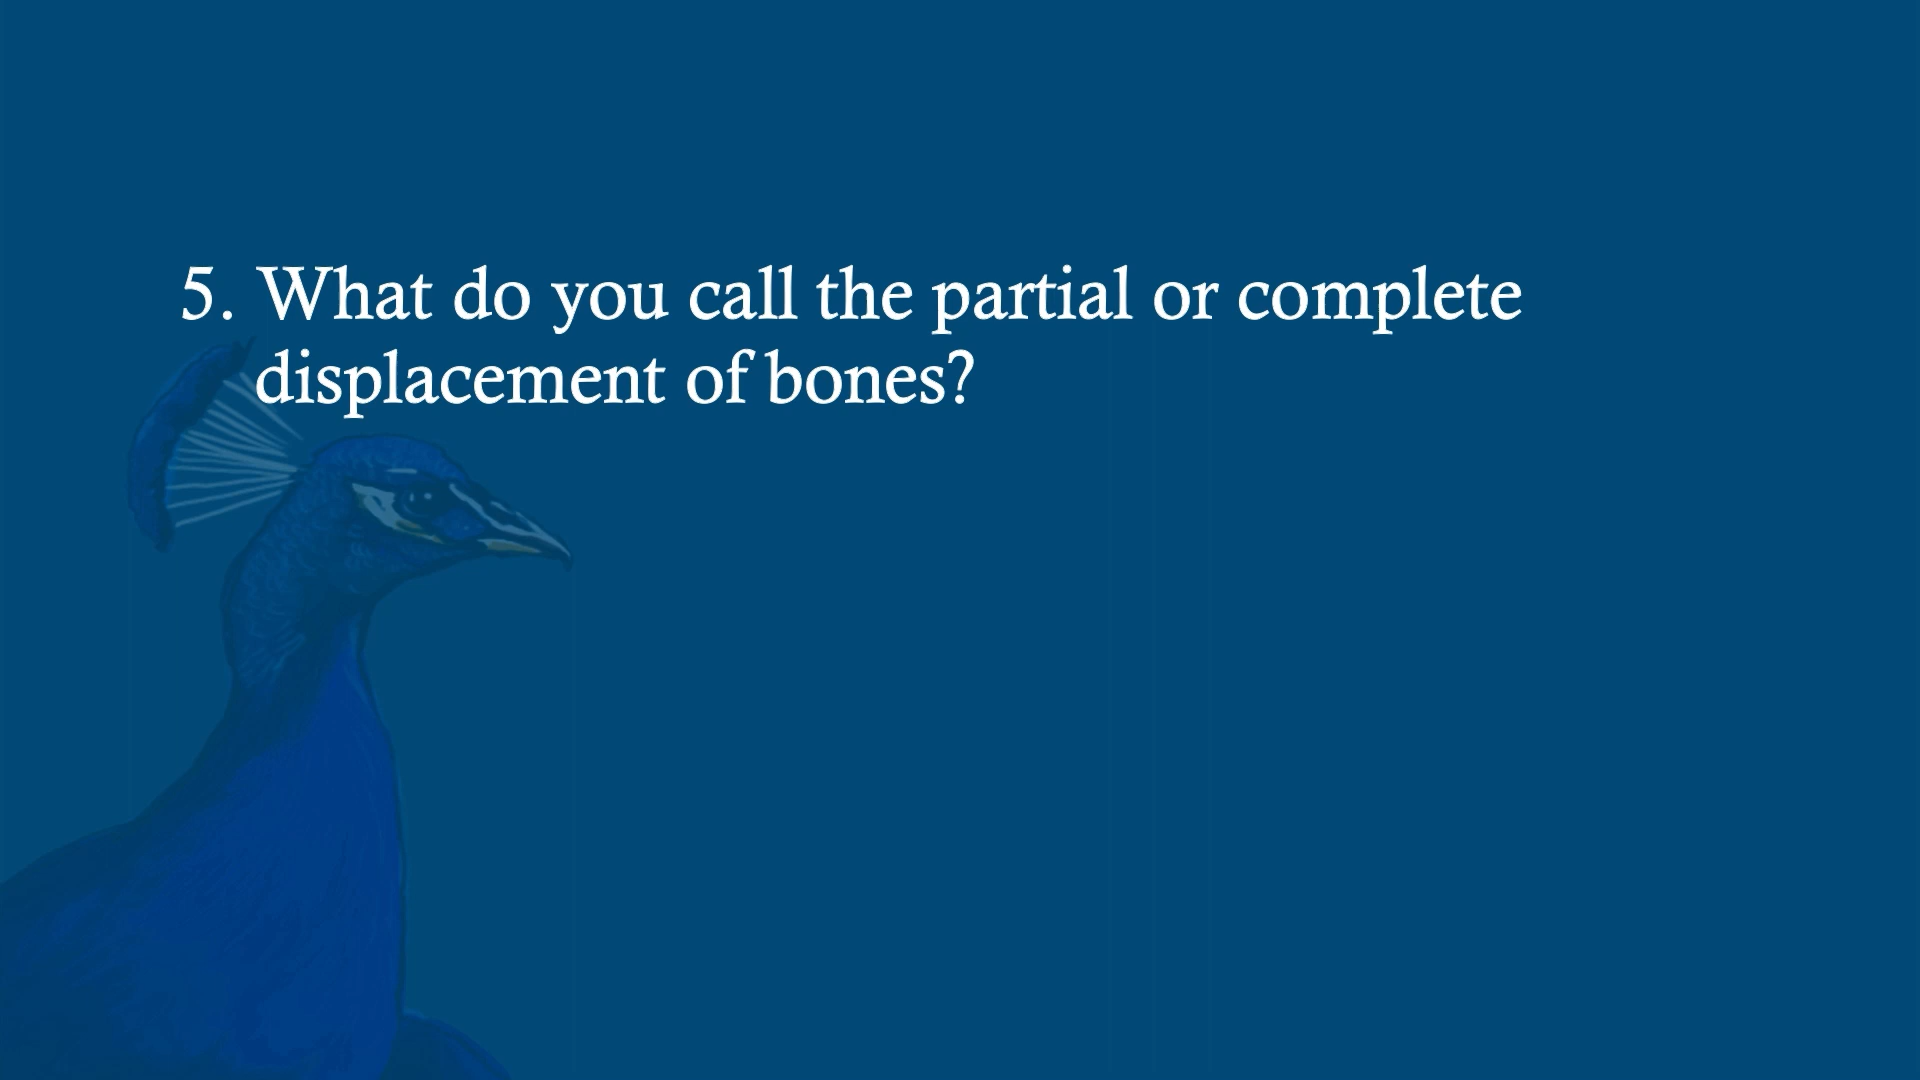 5. What do you call the partial or complete
displacement of bones?